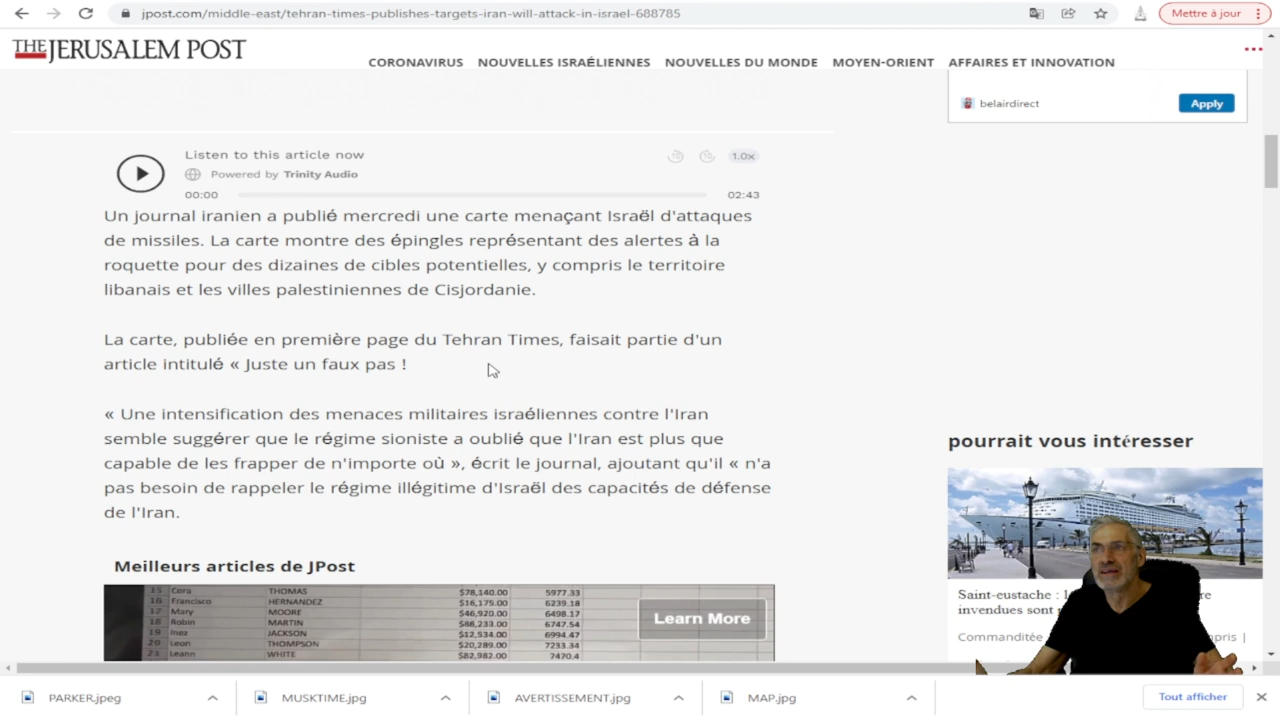 jpost.com/middle-east/tehran-times-publishes-targets-iran-will-attack-in-israel-688785
Mettre à jour
THE JERUSALEM POST
CORONAVIRUS NOUVELLES ISRAÉLIENNES NOUVELLES DU MONDE MOYEN-ORIENT AFFAIRES ET INNOVATION
belairdirect
Apply
Listen to this article now
1.0x
Powered by Trinity Audio
00:00
02:43
Un journal iranien a publié mercredi une carte menaçant Israël d'attaques
de missiles. La carte montre des épingles représentant des alertes à la
roquette pour des dizaines de cibles potentielles, y compris le territoire
libanais et les villes palestiniennes de Cisjordanie.
La carte, publiée en première page du Tehran Times, faisait partie d'un
article intitulé « Juste un faux pas !
« Une intensification des menaces militaires israéliennes contre l'Iran
semble suggérer que le régime sioniste a oublié que l'Iran est plus que
capable de les frapper de n'importe où », écrit le journal, ajoutant qu'il « n'a
pas besoin de rappeler le régime illégitime d'Israël des capacités de défense
de l'Iran.
Meilleurs articles de JPost
15 Cora THOMAS $78,140.00 5977.33
16 Francisco HERNANDEZ $16,175.00 6239.18
17 Mary MOORE $46,920.00 6498.17
18 Robin MARTIN $88,233.00 6747.54
19 Inez JACKSON $12,534.00 6994.47
20 Leon THOMPSON $20,289.00 7233.34
21 Leann WHITE $82,982.00 7470.4
Learn More
pourrait vous intéresser
Saint-eustache :
invendues sont
Commanditée
PARKER.jpeg
MUSKTIME.jpg
AVERTISSEMENT.jpg
MAP.jpg
Tout afficher